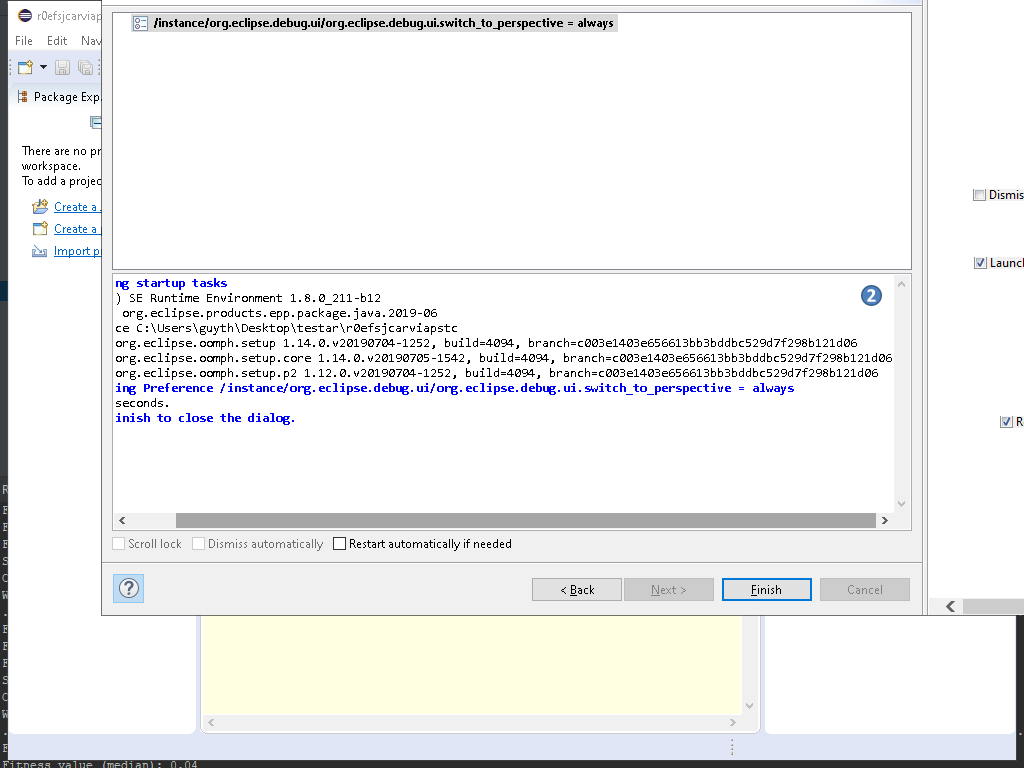 r0efsjcarviap
File Edit Nav
Package Exp
There are no pr
workspace.
To add a projec
Create a
Create a
Import p
/instance/org.eclipse.debug.ui/org.eclipse.debug.ui.switch_to_perspective = always
ng startup tasks
) SE Runtime Environment 1.8.0_211-b12
org.eclipse.products.epp.package.java.2019-06
ce C:\Users\guyth\Desktop\testar\r0efsjcarviapstc
org.eclipse.oomph.setup 1.14.0.v20190704-1252, build=4094, branch=c003e1403e656613bb3bddbc529d7f298b121d06
org.eclipse.oomph.setup.core 1.14.0.v20190705-1542, build=4094, branch=c003e1403e656613bb3bddbc529d7f298b121d06
org.eclipse.oomph.setup.p2 1.12.0.v20190704-1252, build=4094, branch=c003e1403e656613bb3bddbc529d7f298b121d06
ing Preference /instance/org.eclipse.debug.ui/org.eclipse.debug.ui.switch_to_perspective = always
seconds.
inish to close the dialog.
2
Scroll lock Dismiss automatically Restart automatically if needed
? < Back Next > Finish Cancel
Dismis
Launch
R
Fitness value (median): 0.04